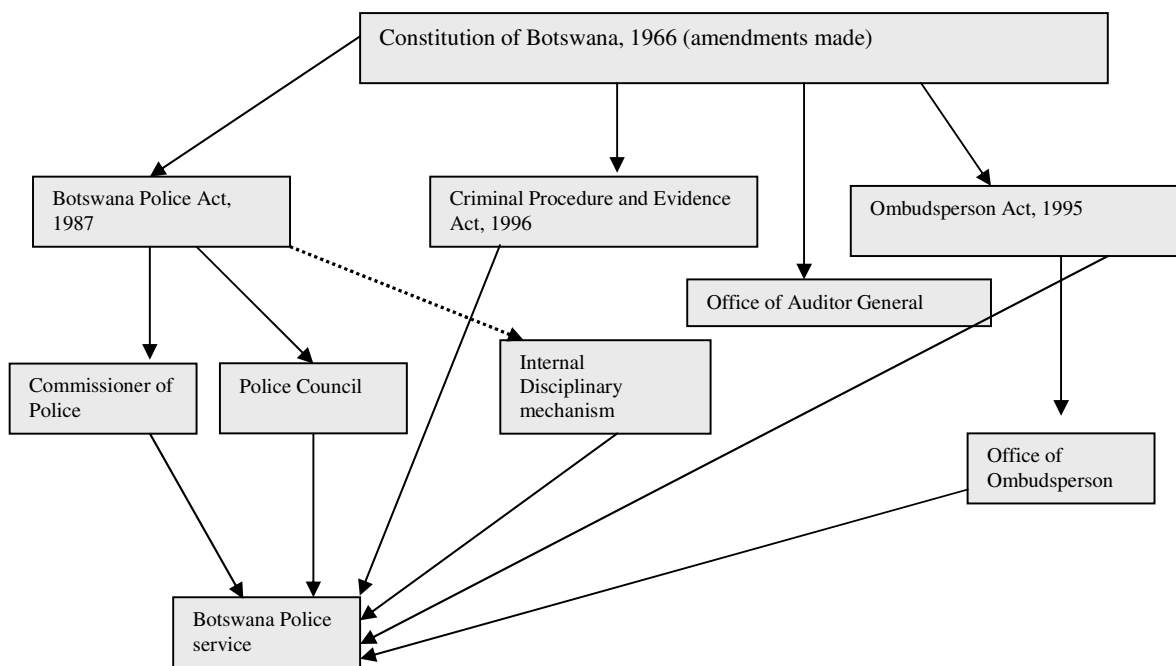 Constitution of Botswana, 1966 (amendments made)
Botswana Police Act,
1987
Criminal Procedure and Evidence
Act, 1996
Ombudsperson Act, 1995
Office of Auditor General
Commissioner of
Police
Police Council
Internal
Disciplinary
mechanism
Office of
Ombudsperson
Botswana Police
service